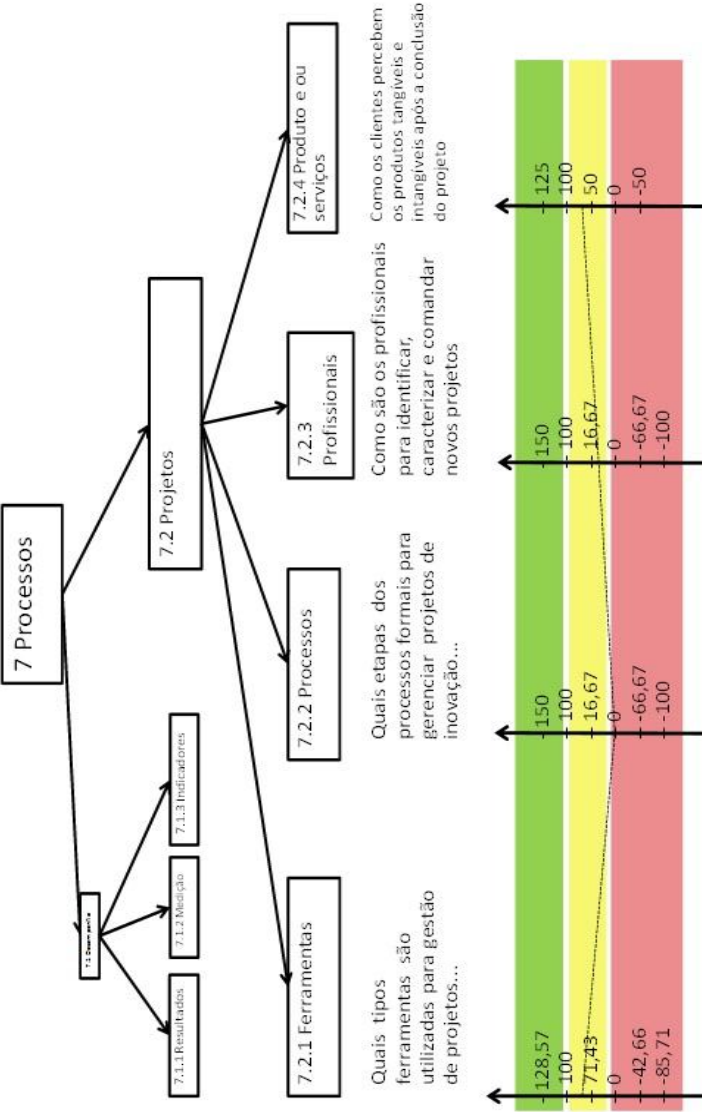 7 Processos
7.1 Desempenho
7.2 Projetos
7.1.1 Resultados
7.1.2 Medição
7.1.3 Indicadores
7.2.1 Ferramentas
7.2.2 Processos
7.2.3
Profissionais
7.2.4 Produto e ou
serviços
Quais tipos
ferramentas são
utilizadas para gestão
de projetos...
Quais etapas dos
processos formais para
gerenciar projetos de
inovação...
Como são os profissionais
para identificar,
caracterizar e comandar
novos projetos
Como os clientes percebem
os produtos tangíveis e
intangíveis após a conclusão
do projeto
128,57
100
71,43
0
-42,66
-85,71
150
100
16,67
0
-66,67
-100
150
100
16,67
0
-66,67
-100
125
100
50
0
-50